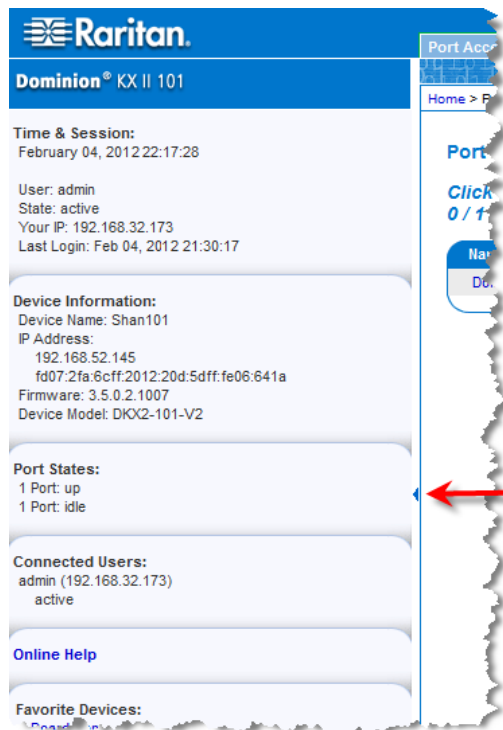 Raritan.
Dominion® KX II 101
Time & Session:
February 04, 2012 22:17:28
User: admin
State: active
Your IP: 192.168.32.173
Last Login: Feb 04, 2012 21:30:17
Device Information:
Device Name: Shan101
IP Address:
192.168.52.145
fd07:2fa:6cff:2012:20d:5dff:fe06:641a
Firmware: 3.5.0.2.1007
Device Model: DKX2-101-V2
Port States:
1 Port: up
1 Port: idle
Connected Users:
admin (192.168.32.173)
active
Online Help
Favorite Devices:
Port Acc
Home >
Port
Click
0 / 1
Na